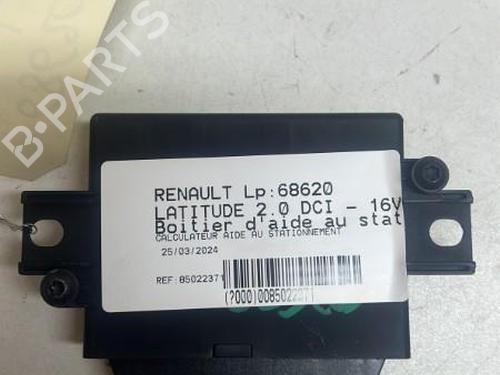 B-PARTS
RENAULT Lp:68620
LATITUDE 2.0 DCI - 16V
Boitier d'aide au stat
CALCULATEUR AIDE AU STATIONNEMENT
25/03/2024
REF:85022371
(?000)0085022371